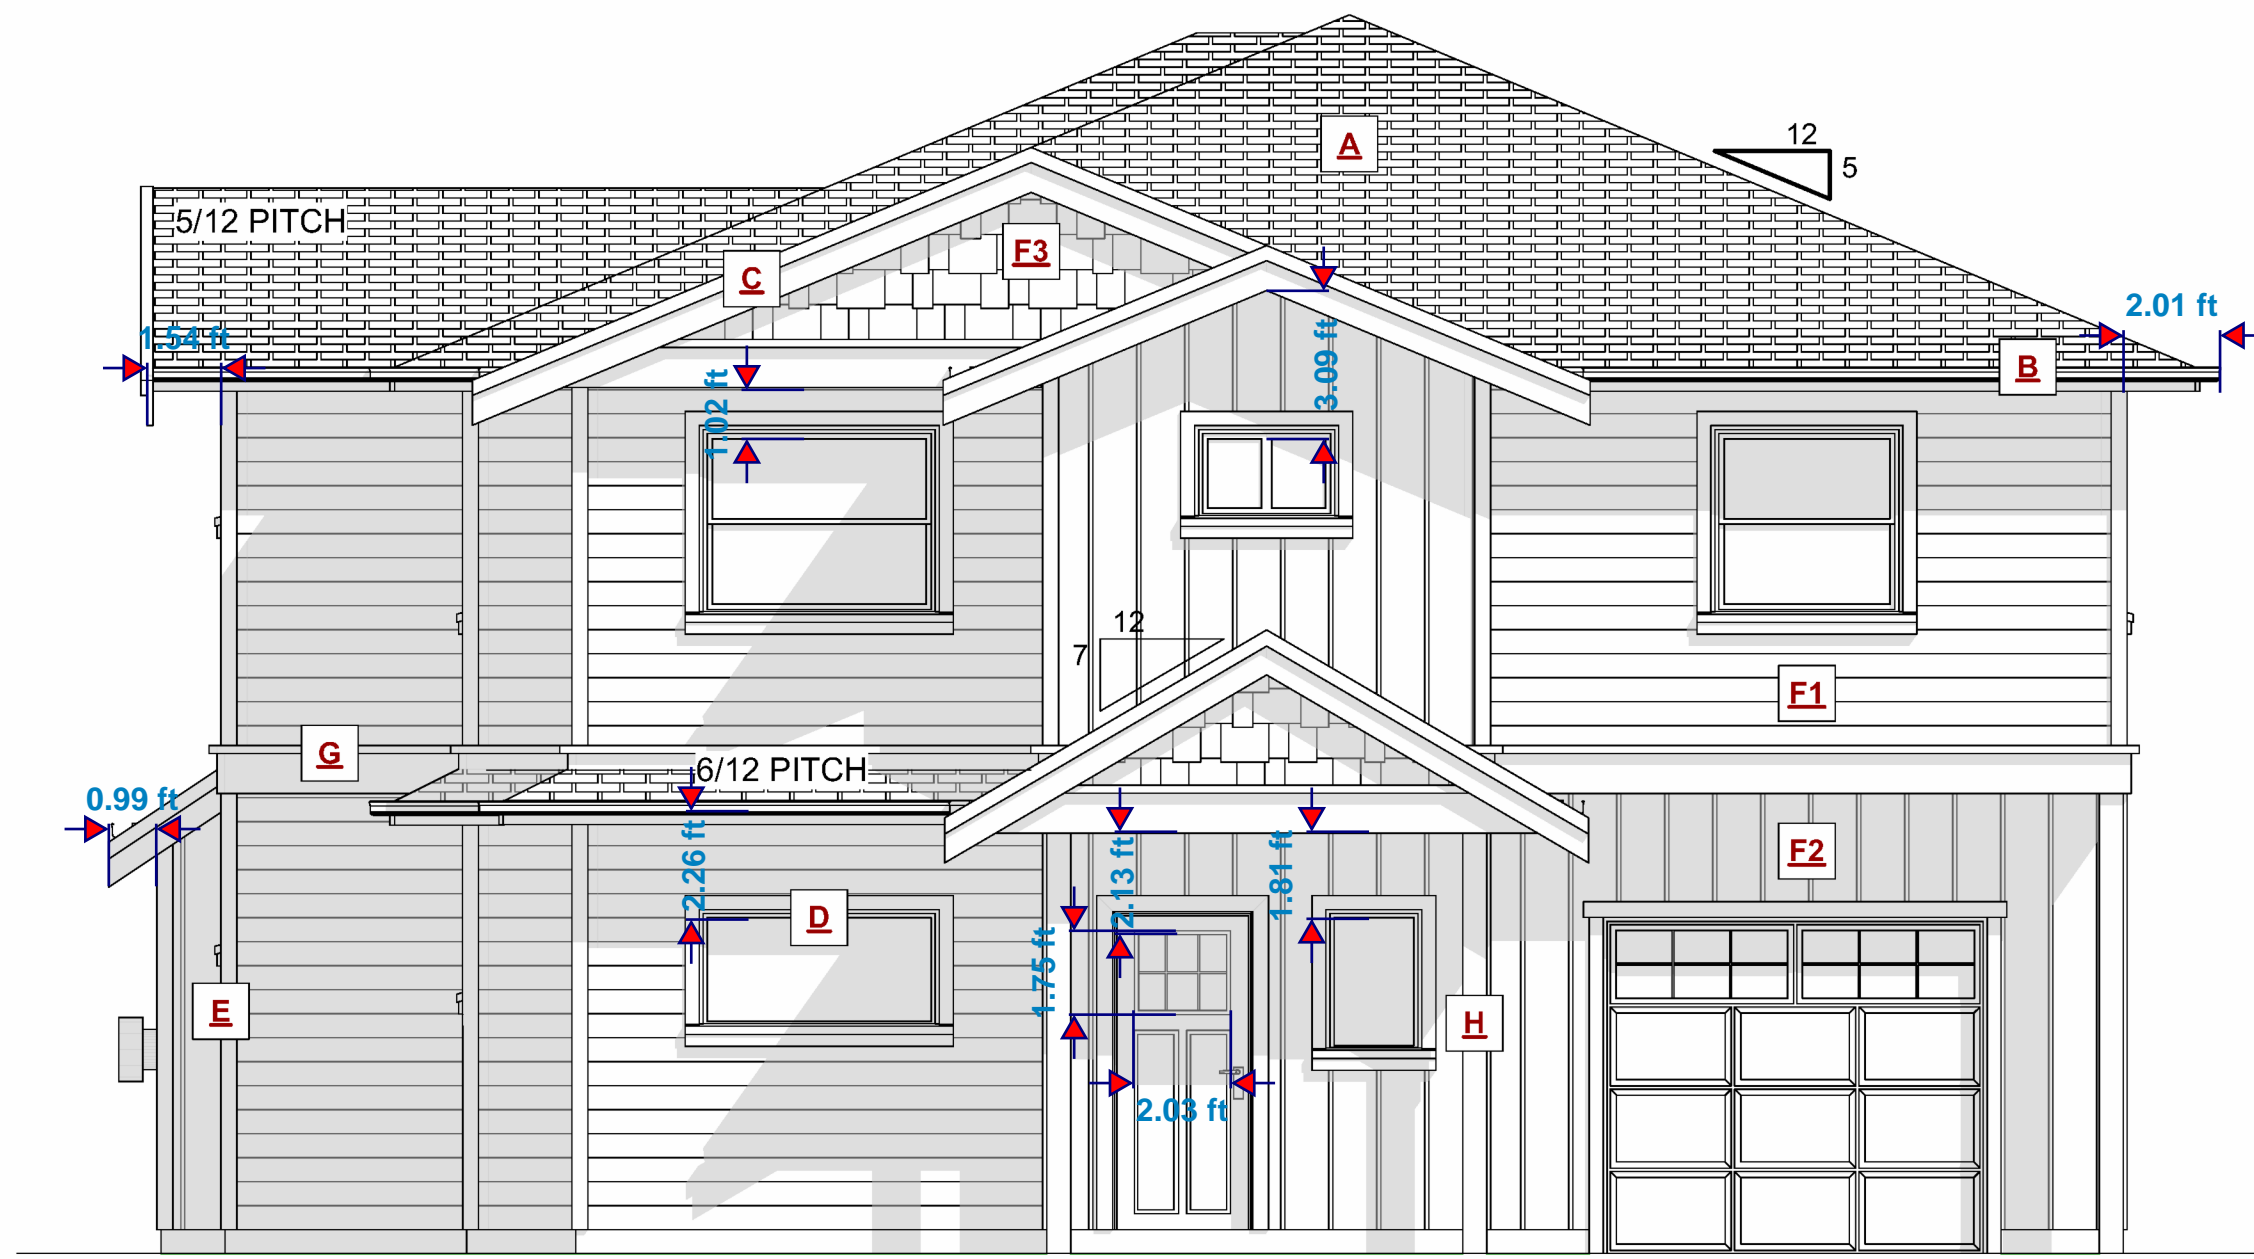 12
A
5
5/12 PITCH
F3
C
2.01 ft
1.54 ft
3.09 ft
B
1.02 ft
12
7
F1
G
6/12 PITCH
0.99 ft
2.26 ft
2.13 ft
1.81 ft
F2
D
1.75 ft
E
H
2.03 ft